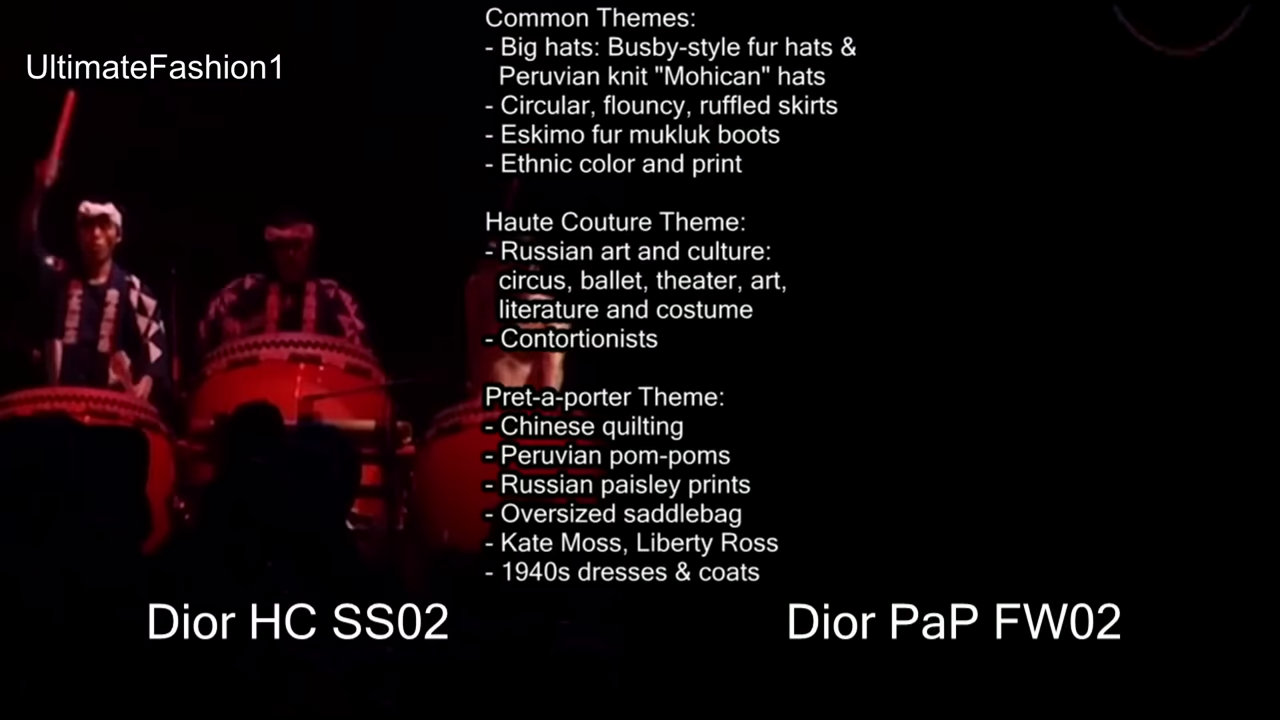 UltimateFashion1
Common Themes:
- Big hats: Busby-style fur hats &
Peruvian knit "Mohican" hats
- Circular, flouncy, ruffled skirts
- Eskimo fur mukluk boots
- Ethnic color and print
Haute Couture Theme:
- Russian art and culture:
circus, ballet, theater, art,
literature and costume
- Contortionists
Pret-a-porter Theme:
- Chinese quilting
- Peruvian pom-poms
- Russian paisley prints
- Oversized saddlebag
- Kate Moss, Liberty Ross
- 1940s dresses & coats
Dior HC SS02
Dior PaP FW02